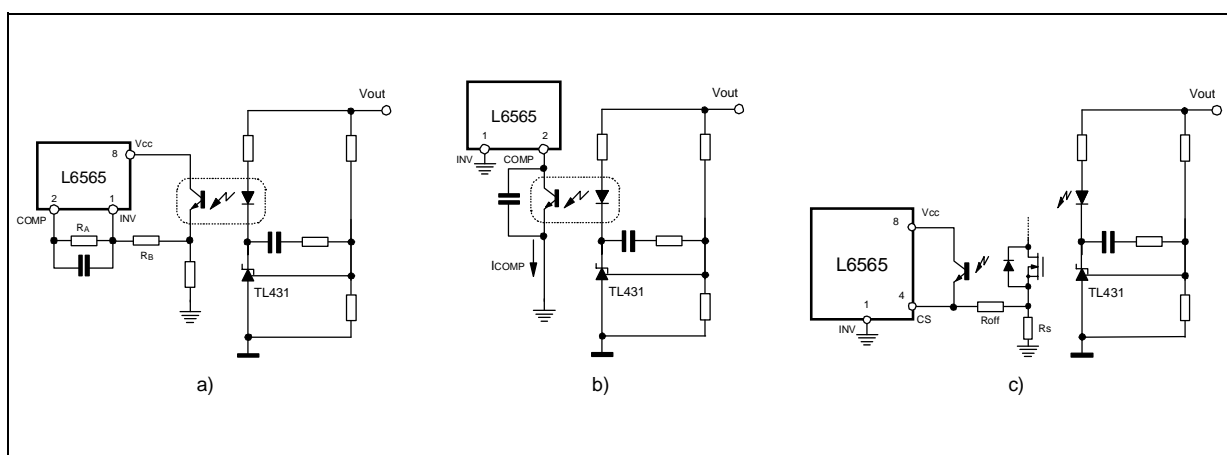 Vout
8
Vcc
L6565
2
1
COMP
INV
RA
RB
TL431
a)
Vout
L6565
1
2
INV
COMP
ICOMP
TL431
b)
Vout
8
Vcc
L6565
1
4
INV
CS
Roff
Rs
TL431
c)